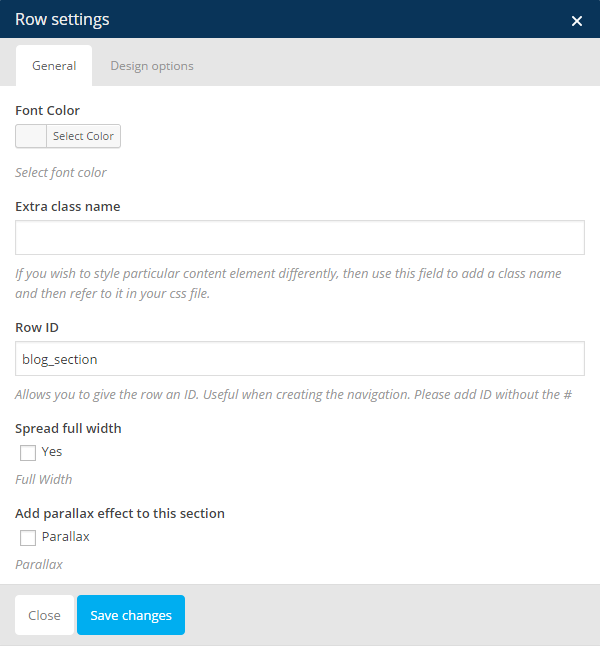 Row settings
General Design options
Font Color
Select Color
Select font color
Extra class name
If you wish to style particular content element differently, then use this field to add a class name
and then refer to it in your css file.
Row ID
blog_section
Allows you to give the row an ID. Useful when creating the navigation. Please add ID without the #
Spread full width
Yes
Full Width
Add parallax effect to this section
Parallax
Parallax
Close Save changes